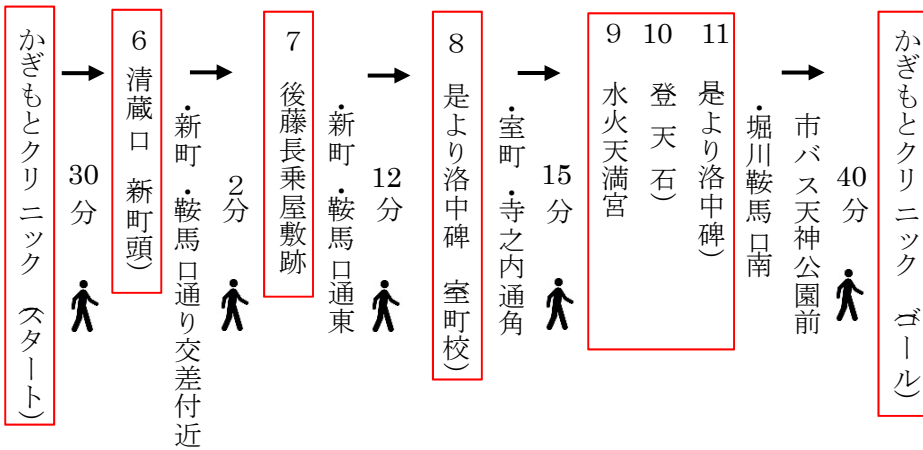 かぎもとクリニック (スタート)
30分
6 清蔵口 (新町頭)
・新町・鞍馬口通り交差付近
2分
7 後藤長乗屋敷跡
・新町・鞍馬口通東
12分
8 是より洛中碑 (室町校)
・室町・寺之内通角
15分
9 水火天満宮
10 登天石)
11 (是より洛中碑)
・堀川鞍馬口南
市バス天神公園前
40分
かぎもとクリニック (ゴール)